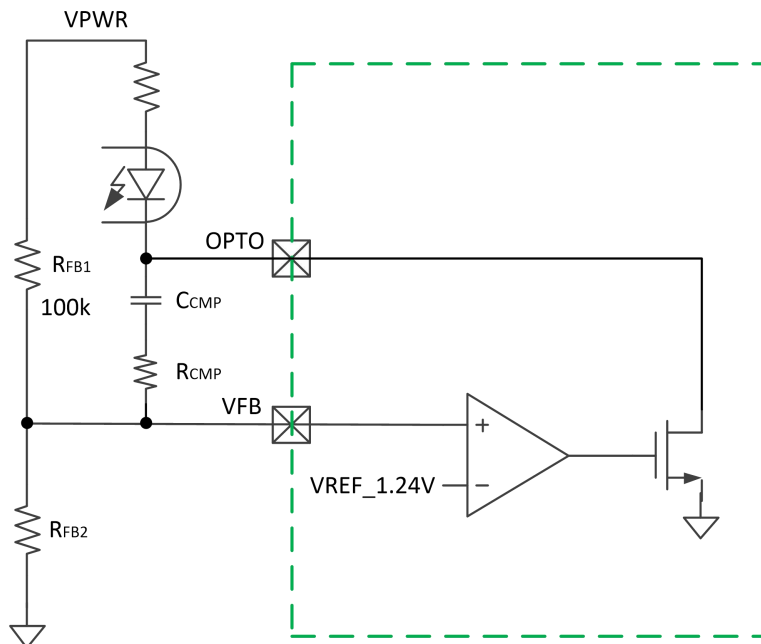 VPWR
OPTO
RFB1
100k
CCMP
RCMP
VFB
+
VREF_1.24V
−
RFB2